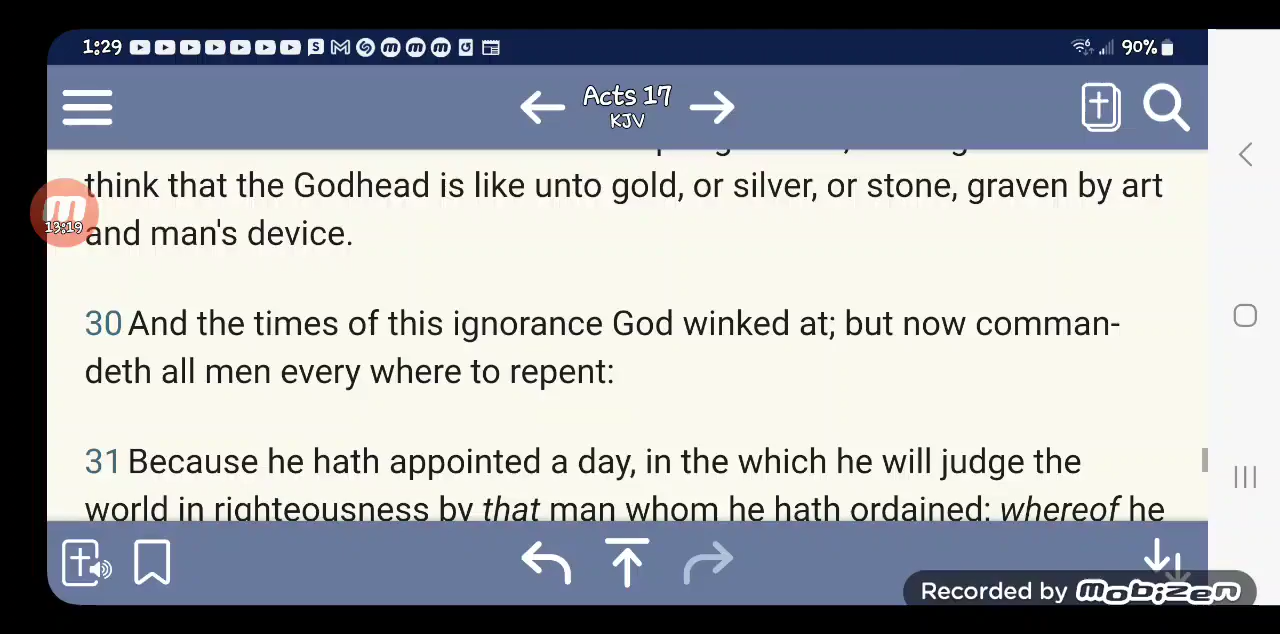 1:29
90%
Acts 17
KJV
think that the Godhead is like unto gold, or silver, or stone, graven by art
13:19
and man's device.
30 And the times of this ignorance God winked at; but now comman-
deth all men every where to repent:
31 Because he hath appointed a day, in the which he will judge the
world in righteousness by that man whom he hath ordained; whereof he
Recorded by mobizen